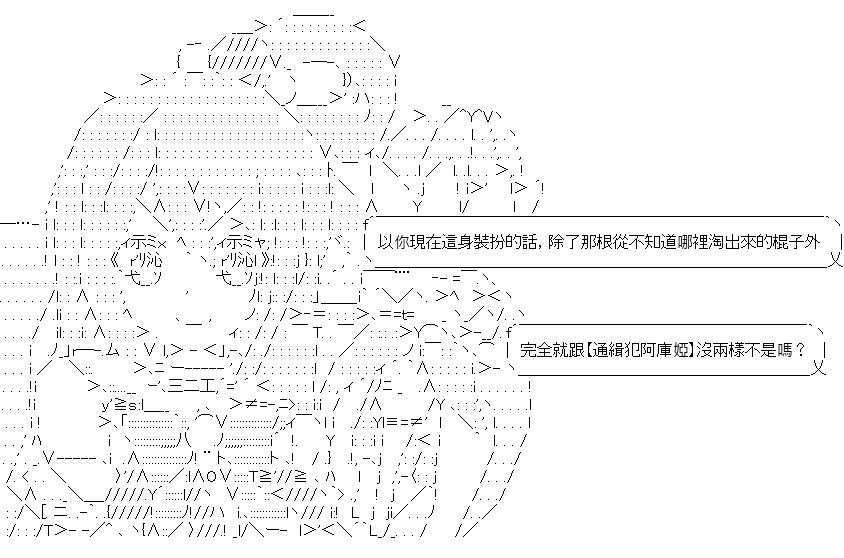 以你現在這身裝扮的話，除了那根從不知道哪裡淘出來的棍子外
完全就跟【通緝犯阿庫婭】沒兩樣不是嗎？